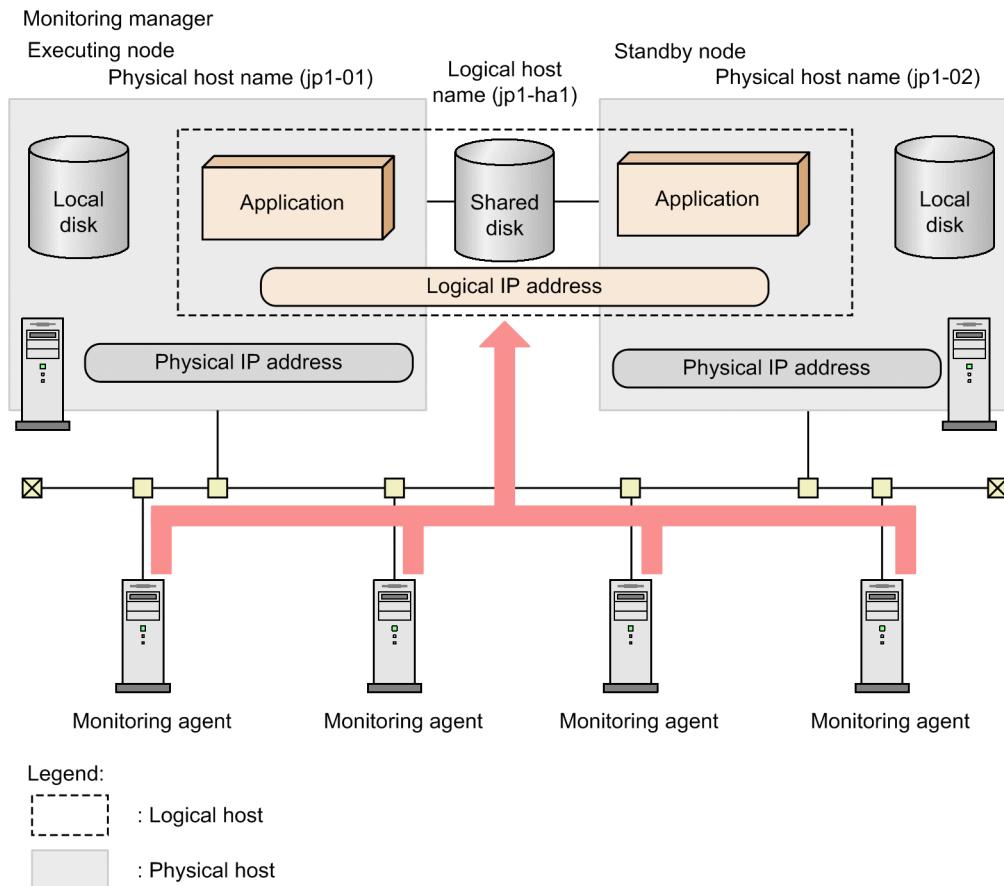 Monitoring manager
Executing node
Physical host name (jp1-01)
Logical host
name (jp1-ha1)
Standby node
Physical host name (jp1-02)
Local
disk
Application
Shared
disk
Application
Local
disk
Logical IP address
Physical IP address
Physical IP address
Monitoring agent
Monitoring agent
Monitoring agent
Monitoring agent
Legend:
: Logical host
: Physical host